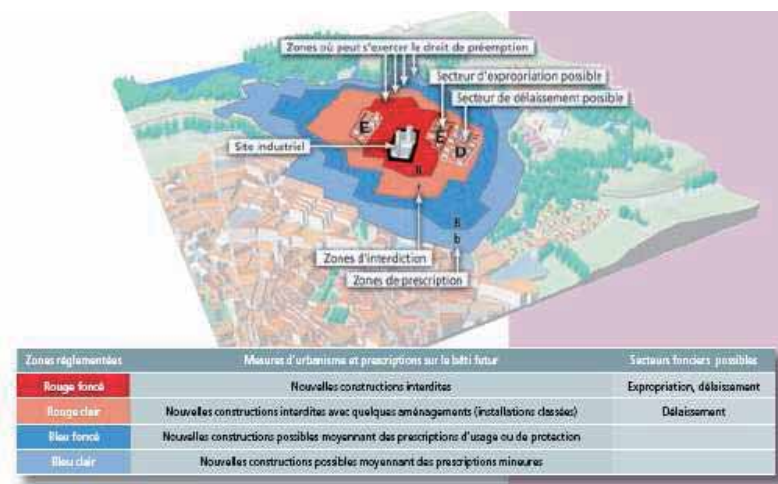 Zones où peut s'exercer le droit de préemption
Secteur d'expropriation possible
Secteur de délaissement possible
E
E
D
Site industriel
R
r
B
b
Zones d'interdiction
Zones de prescription
Zones réglementées Mesures d'urbanisme et prescriptions sur le bâti futur Secteurs fonciers possibles
Rouge foncé Nouvelles constructions interdites Expropriation, délaissement
Rouge clair Nouvelles constructions interdites avec quelques aménagements (installations classées) Délaissement
Bleu foncé Nouvelles constructions possibles moyennant des prescriptions d'usage ou de protection
Bleu clair Nouvelles constructions possibles moyennant des prescriptions mineures